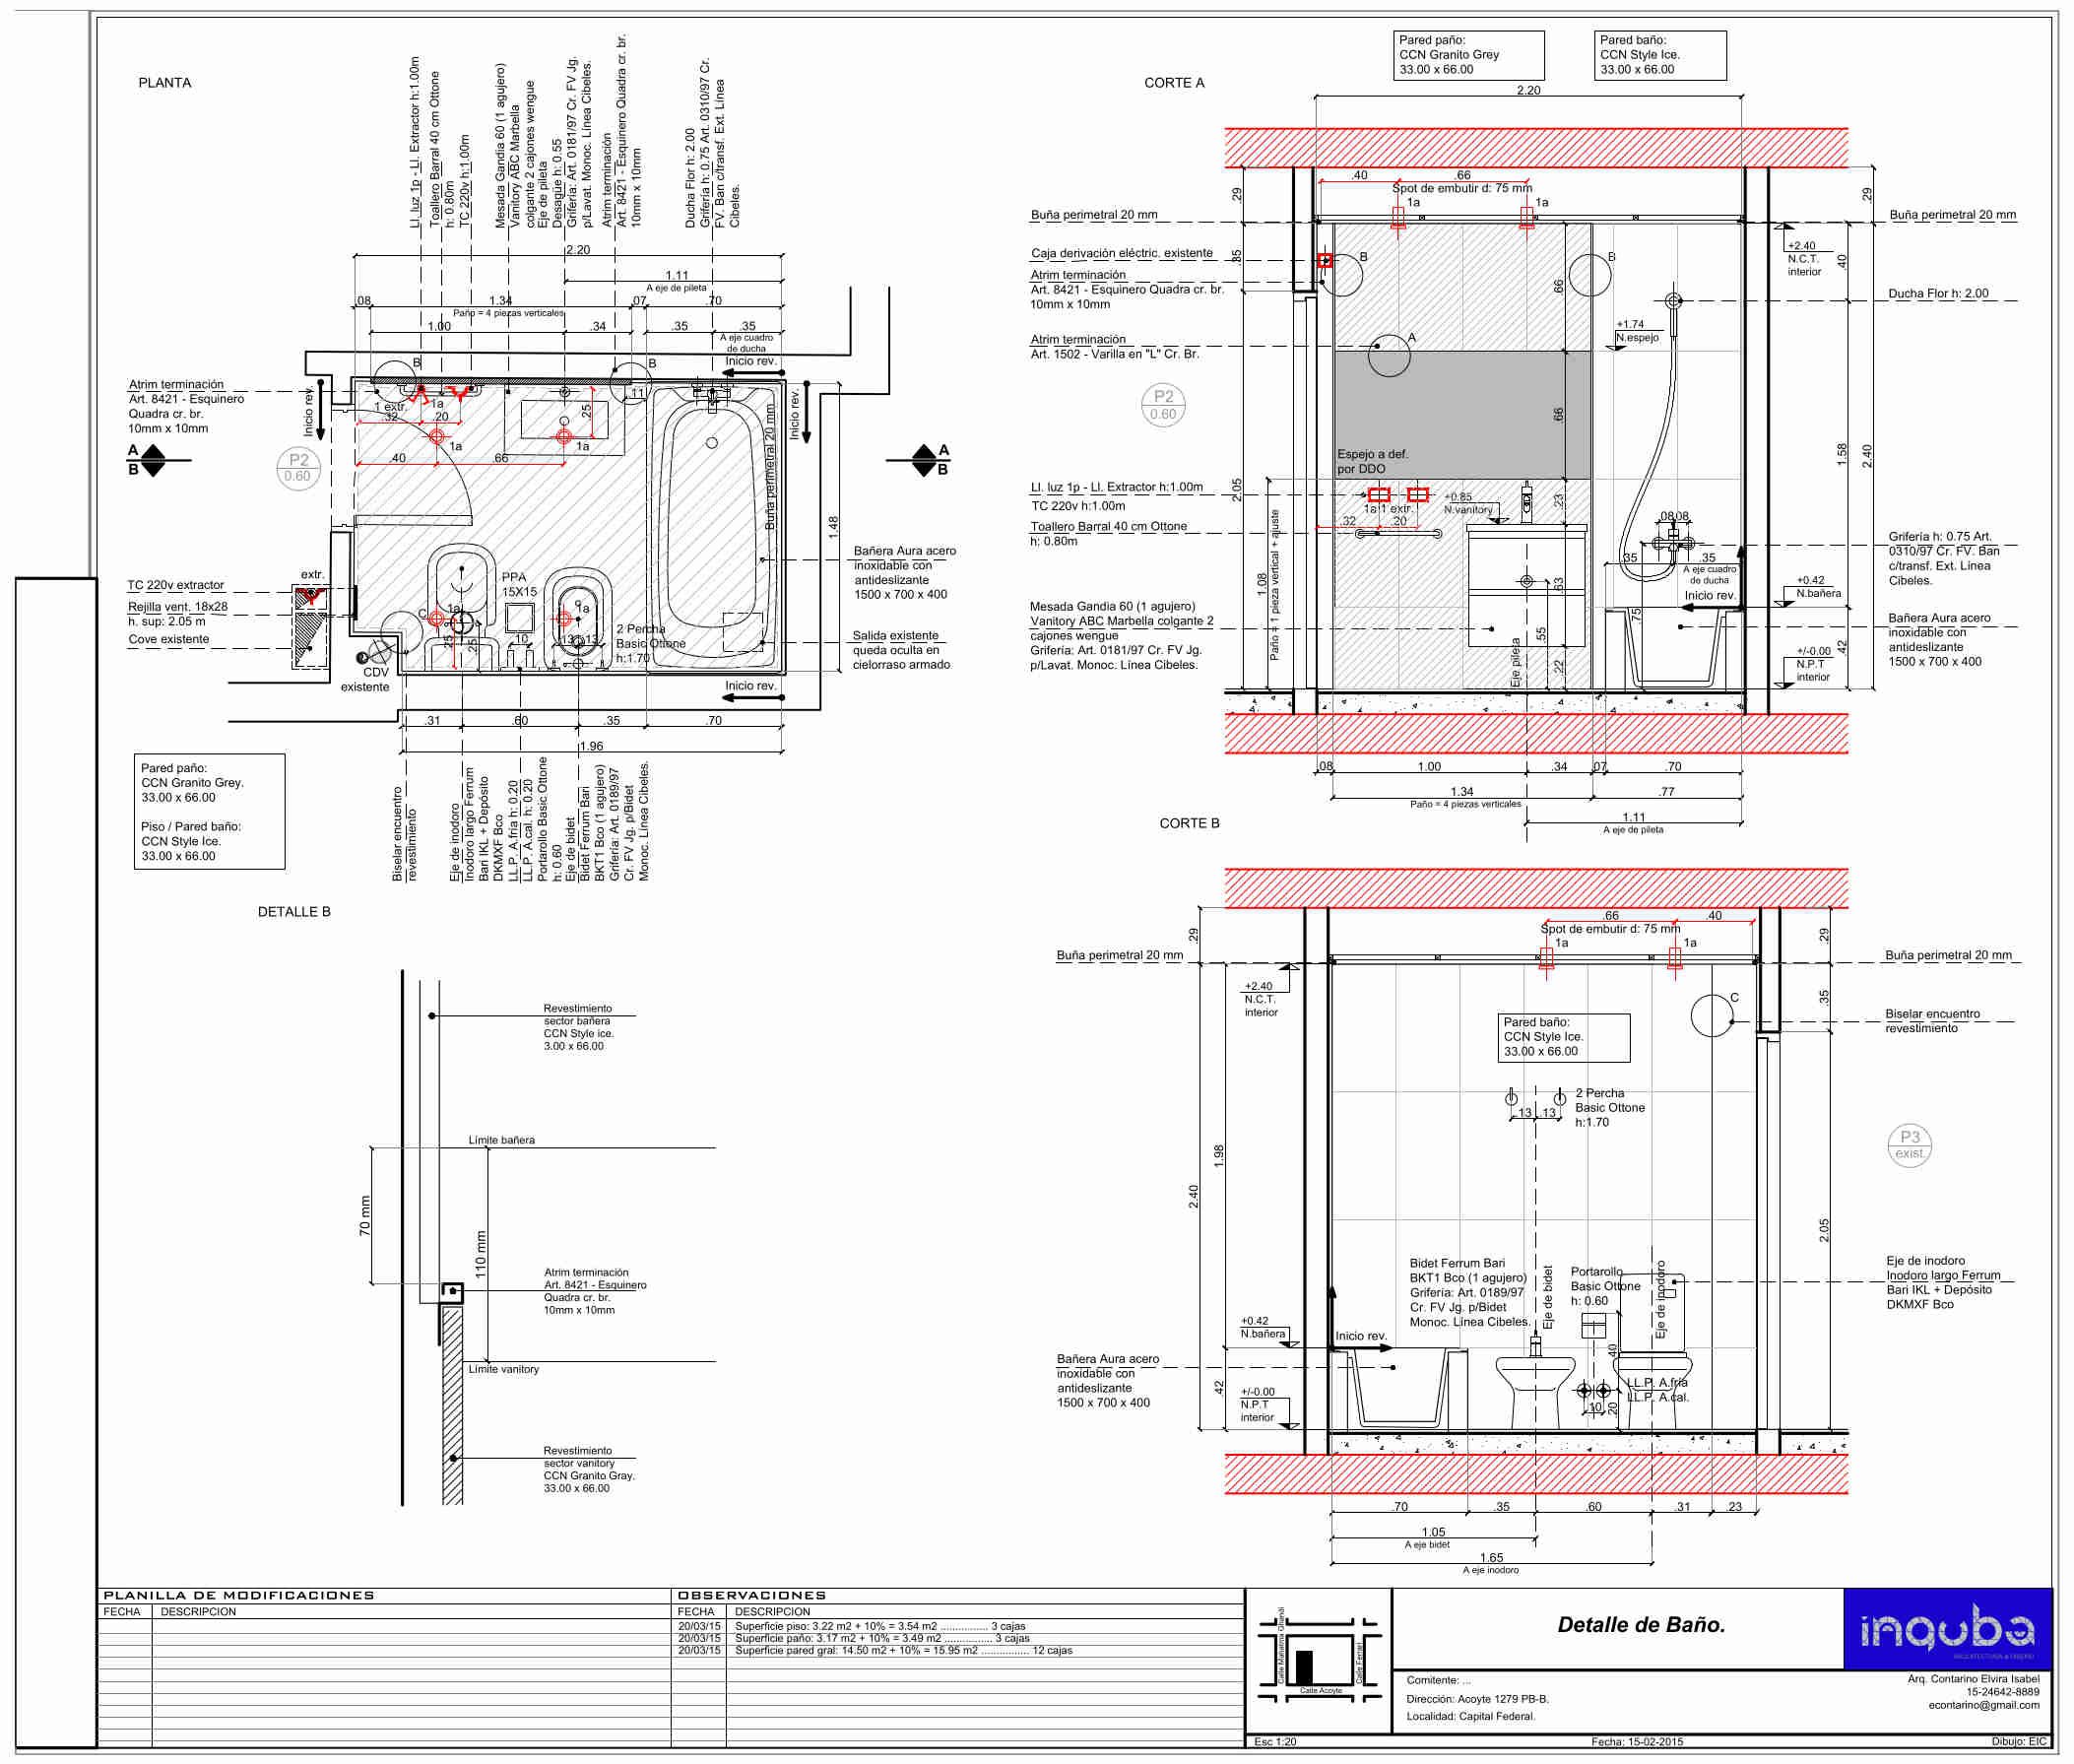 PLANTA
Ll. luz 1p - Ll. Extractor h:1.00m
Toallero Barral 40 cm Ottone
h: 0.80m
TC 220v h:1.00m
Mesada Gandia 60 (1 agujero)
Vanitory ABC Marbella
colgante 2 cajones wengue
Eje de pileta
Desagüe h: 0.55
Grifería: Art. 0181/97 Cr. FV Jg.
p/Lavat. Monoc. Línea Cibeles.
Atrim terminación
Art. 8421 - Esquinero Quadra cr. br.
10mm x 10mm
Ducha Flor h: 2.00
Grifería h: 0.75 Art. 0310/97 Cr.
FV. Ban c/transf. Ext. Línea
Cibeles.
2.20
1.11
A eje de pileta
.08
1.34
.07
.70
Paño = 4 piezas verticales
1.00
.34
.35
.35
A eje cuadro
de ducha
Inicio rev.
B
B
Atrim terminación
Art. 8421 - Esquinero
Quadra cr. br.
10mm x 10mm
Inicio rev.
Inicio rev.
1 extr.
1a
.32
.20
.11
.25
1a
1a
.40
.66
A
B
A
B
P2
0.60
Buña perimetral 20 mm
1.48
Bañera Aura acero
inoxidable con
antideslizante
1500 x 700 x 400
TC 220v extractor
extr.
Rejilla vent. 18x28
h. sup: 2.05 m
Cove existente
PPA
15X15
C
1a
1a
.25
.25
.10
.13
.13
2 Percha
Basic Ottone
h:1.70
Salida existente
queda oculta en
cielorraso armado
CDV
existente
Inicio rev.
.31
.60
.35
.70
1.96
Pared paño:
CCN Granito Grey.
33.00 x 66.00
Piso / Pared baño:
CCN Style Ice.
33.00 x 66.00
Biselar encuentro
revestimiento
Eje de inodoro
Inodoro largo Ferrum
Bari IKL + Depósito
DKMXF Bco
LL.P. A.fria h: 0.20
LL.P. A.cal. h: 0.20
Portarollo Basic Ottone
h: 0.60
Eje de bidet
Bidet Ferrum Bari
BKT1 Bco (1 agujero)
Grifería: Art. 0189/97
Cr. FV Jg. p/Bidet
Monoc. Línea Cibeles.
DETALLE B
Revestimiento
sector bañera
CCN Style ice.
3.00 x 66.00
Límite bañera
70 mm
110 mm
Atrim terminación
Art. 8421 - Esquinero
Quadra cr. br.
10mm x 10mm
Límite vanitory
Revestimiento
sector vanitory
CCN Granito Gray.
33.00 x 66.00
CORTE A
Pared paño:
CCN Granito Grey
33.00 x 66.00
Pared baño:
CCN Style Ice.
33.00 x 66.00
2.20
.29
.40
.66
Spot de embutir d: 75 mm
1a
1a
.29
Buña perimetral 20 mm
Buña perimetral 20 mm
Caja derivación eléctric. existente
.35
B
B
+2.40
N.C.T.
interior
.40
Atrim terminación
Art. 8421 - Esquinero Quadra cr. br.
10mm x 10mm
.66
Ducha Flor h: 2.00
Atrim terminación
Art. 1502 - Varilla en "L" Cr. Br.
A
+1.74
N.espejo
P2
0.60
.66
1.58
2.40
Espejo a def.
por DDO
Ll. luz 1p - Ll. Extractor h:1.00m
TC 220v h:1.00m
2.05
+0.85
N.vanitory
.23
1a
1 extr.
.32
.20
.08
.08
Toallero Barral 40 cm Ottone
h: 0.80m
Grifería h: 0.75 Art.
0310/97 Cr. FV. Ban
c/transf. Ext. Línea
Cibeles.
.35
.35
A eje cuadro
de ducha
Inicio rev.
+0.42
N.bañera
1.08
Paño = 1 pieza vertical + ajuste
.63
.75
Mesada Gandia 60 (1 agujero)
Vanitory ABC Marbella colgante 2
cajones wengue
Grifería: Art. 0181/97 Cr. FV Jg.
p/Lavat. Monoc. Línea Cibeles.
Eje pileta
.55
.22
Bañera Aura acero
inoxidable con
antideslizante
1500 x 700 x 400
+/-0.00
N.P.T
interior
.42
.08
1.00
.34
.07
.70
1.34
.77
Paño = 4 piezas verticales
1.11
A eje de pileta
CORTE B
.29
.66
.40
Spot de embutir d: 75 mm
1a
1a
.29
Buña perimetral 20 mm
Buña perimetral 20 mm
+2.40
N.C.T.
interior
C
.35
Biselar encuentro
revestimiento
Pared baño:
CCN Style Ice.
33.00 x 66.00
2 Percha
Basic Ottone
h:1.70
.13
.13
P3
exist.
1.98
2.40
2.05
Bidet Ferrum Bari
BKT1 Bco (1 agujero)
Grifería: Art. 0189/97
Cr. FV Jg. p/Bidet
Monoc. Línea Cibeles.
Eje de bidet
Portarollo
Basic Ottone
h: 0.60
Eje de inodoro
Eje de inodoro
Inodoro largo Ferrum
Bari IKL + Depósito
DKMXF Bco
+0.42
N.bañera
Inicio rev.
.40
Bañera Aura acero
inoxidable con
antideslizante
1500 x 700 x 400
.42
+/-0.00
N.P.T
interior
LL.P. A.fria
LL.P. A.cal.
.10
.20
.70
.35
.60
.31
.23
1.05
A eje bidet
1.65
A eje inodoro
PLANILLA DE MODIFICACIONES
FECHA DESCRIPCION
OBSERVACIONES
FECHA DESCRIPCION
20/03/15 Superficie piso: 3.22 m2 + 10% = 3.54 m2 ................ 3 cajas
20/03/15 Superficie paño: 3.17 m2 + 10% = 3.49 m2 ................ 3 cajas
20/03/15 Superficie pared gral: 14.50 m2 + 10% = 15.95 m2 ................ 12 cajas
Calle Mahatma Ghandi
Calle Ferrari
Calle Acoyte
Detalle de Baño.
inquba
ARQUITECTURA & DISEÑO
Comitente: ...
Dirección: Acoyte 1279 PB-B.
Localidad: Capital Federal.
Arq. Contarino Elvira Isabel
15-24642-8889
econtarino@gmail.com
Esc 1:20
Fecha: 15-02-2015
Dibujo: EIC